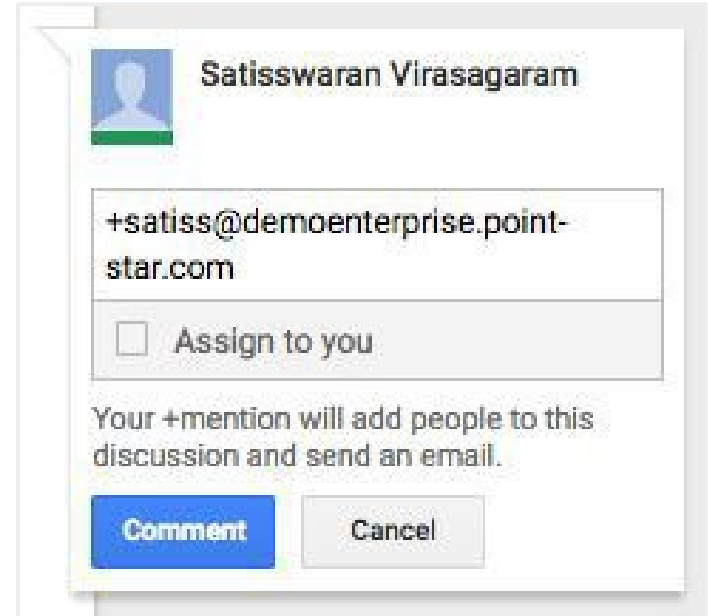 Satisswaran Virasagaram
+satiss@demoenterprise.point-
star.com
Assign to you
Your +mention will add people to this
discussion and send an email.
Comment
Cancel